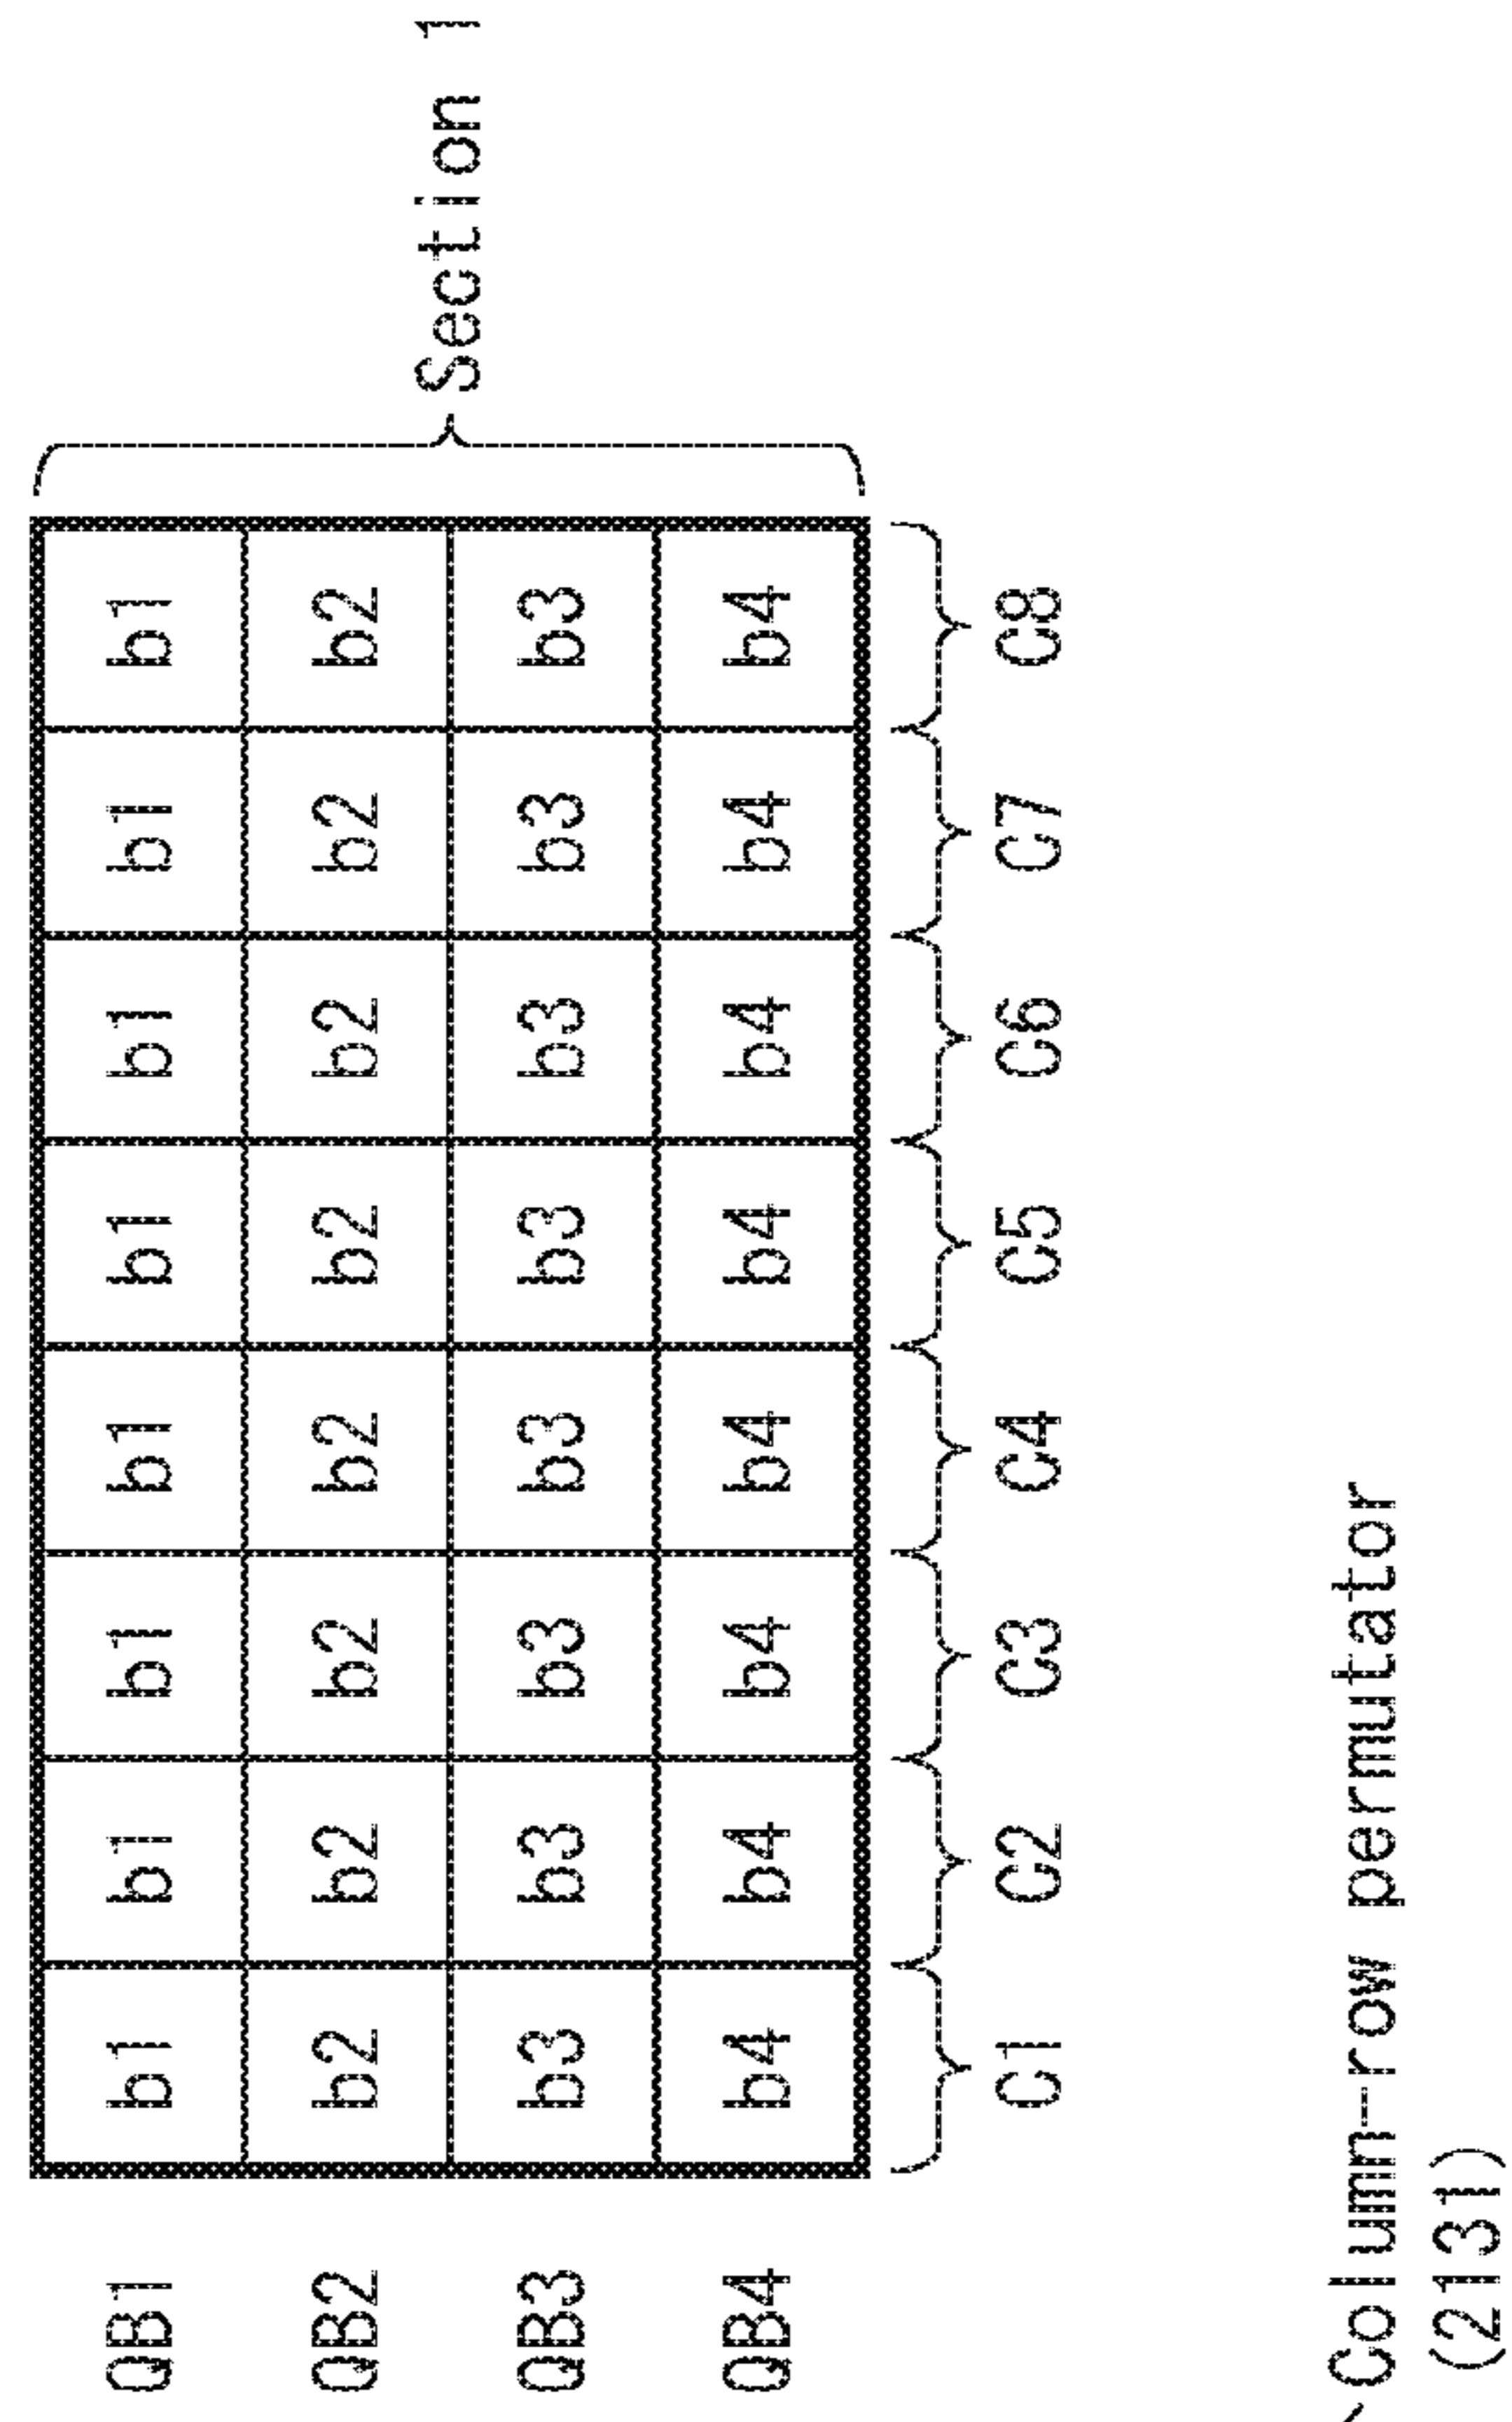 QB1 b1 b1 b1 b1 b1 b1 b1 b1
QB2 b2 b2 b2 b2 b2 b2 b2 b2
Section 1
QB3 b3 b3 b3 b3 b3 b3 b3 b3
QB4 b4 b4 b4 b4 b4 b4 b4 b4
C1 C2 C3 C4 C5 C6 C7 C8
Column-row permutator
(2131)